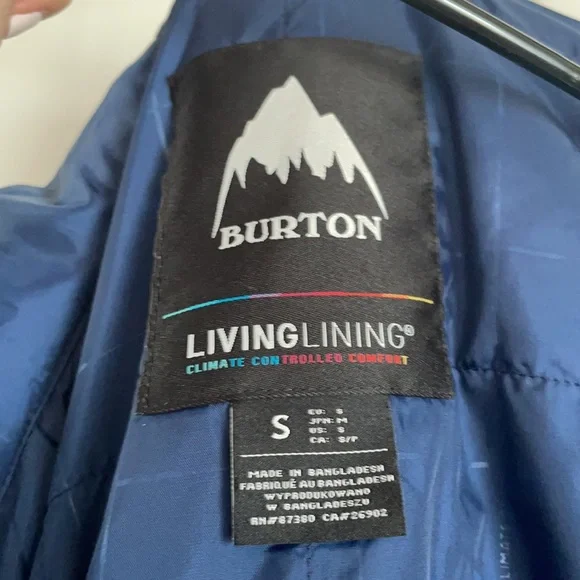 BURTON
LIVINGLINING®
CLIMATE CONTROLLED COMFORT
S
EU: S
JPN: M
US: S
CA: S/P
MADE IN BANGLADESH
FABRIQUÉ AU BANGLADESH
WYPRODUKOWANO
W BANGLADESZU
RN#87380 CA#26902